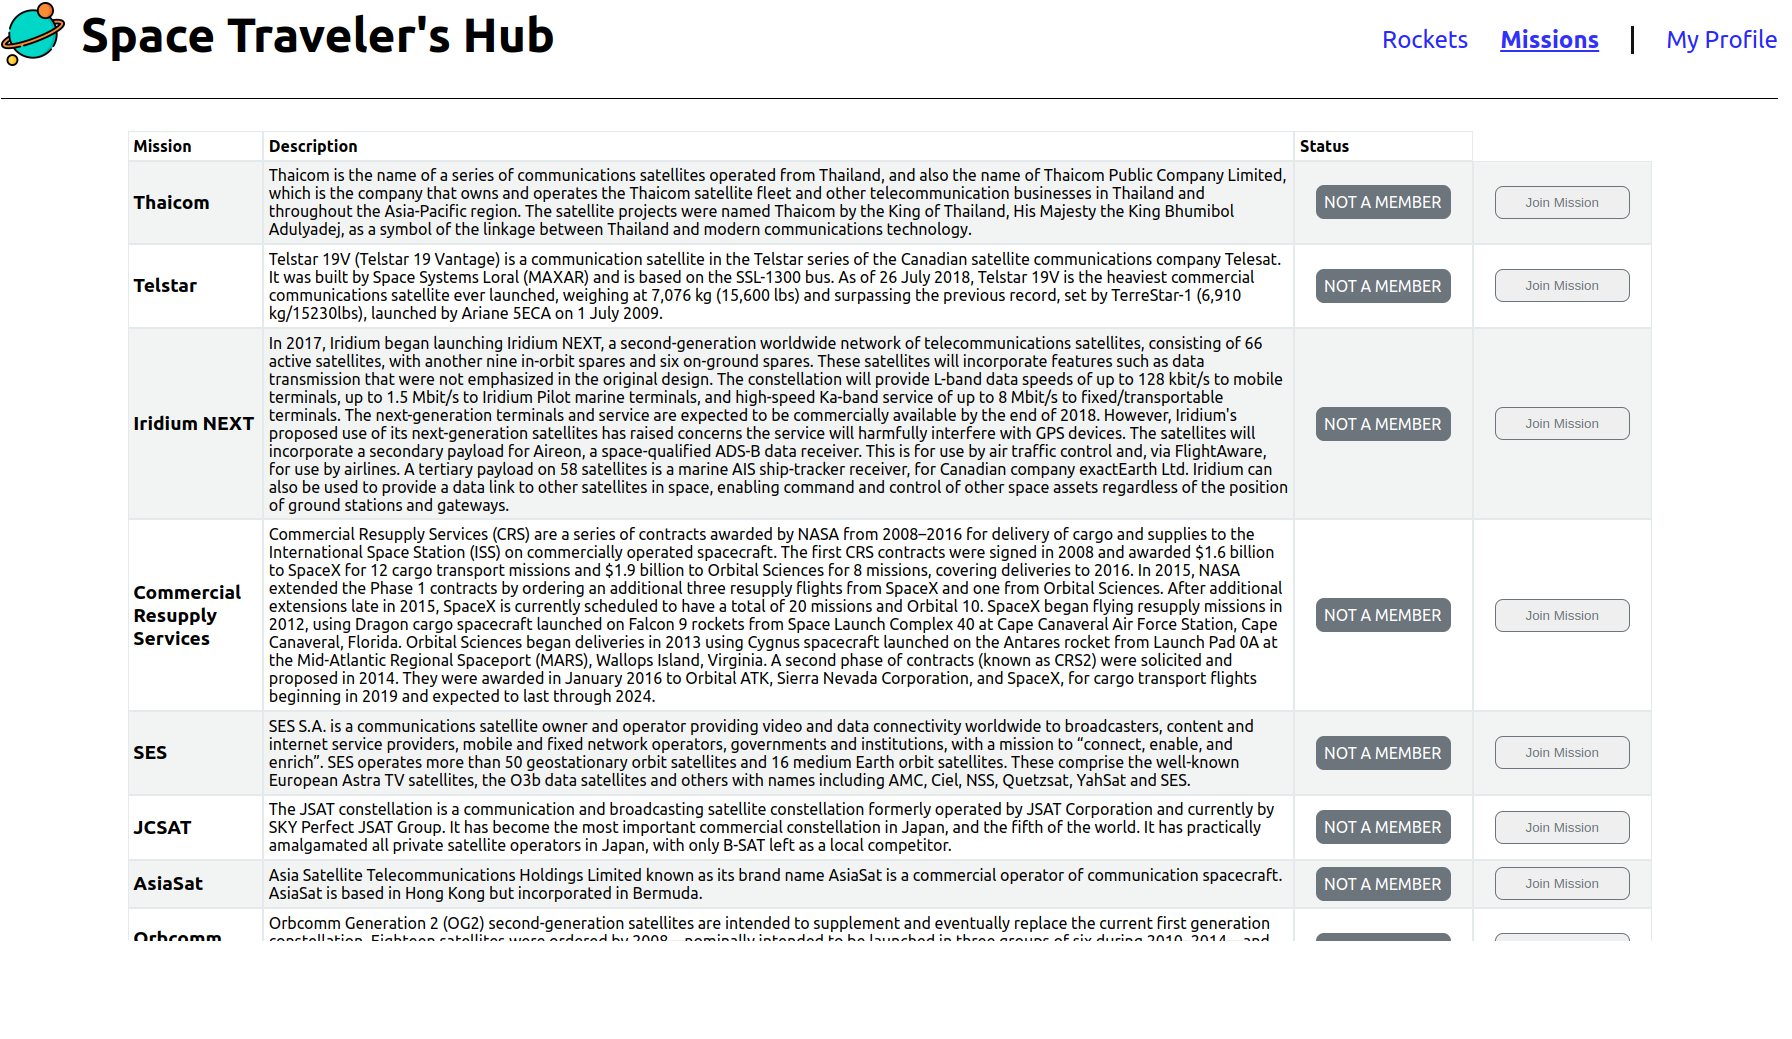 Space Traveler's Hub
Rockets Missions | My Profile
Mission Description Status
Thaicom
Thaicom is the name of a series of communications satellites operated from Thailand, and also the name of Thaicom Public Company Limited,
which is the company that owns and operates the Thaicom satellite fleet and other telecommunication businesses in Thailand and
throughout the Asia-Pacific region. The satellite projects were named Thaicom by the King of Thailand, His Majesty the King Bhumibol
Adulyadej, as a symbol of the linkage between Thailand and modern communications technology.
NOT A MEMBER
Join Mission
Telstar
Telstar 19V (Telstar 19 Vantage) is a communication satellite in the Telstar series of the Canadian satellite communications company Telesat.
It was built by Space Systems Loral (MAXAR) and is based on the SSL-1300 bus. As of 26 July 2018, Telstar 19V is the heaviest commercial
communications satellite ever launched, weighing at 7,076 kg (15,600 lbs) and surpassing the previous record, set by TerreStar-1 (6,910
kg/15230lbs), launched by Ariane 5ECA on 1 July 2009.
NOT A MEMBER
Join Mission
Iridium NEXT
In 2017, Iridium began launching Iridium NEXT, a second-generation worldwide network of telecommunications satellites, consisting of 66
active satellites, with another nine in-orbit spares and six on-ground spares. These satellites will incorporate features such as data
transmission that were not emphasized in the original design. The constellation will provide L-band data speeds of up to 128 kbit/s to mobile
terminals, up to 1.5 Mbit/s to Iridium Pilot marine terminals, and high-speed Ka-band service of up to 8 Mbit/s to fixed/transportable
terminals. The next-generation terminals and service are expected to be commercially available by the end of 2018. However, Iridium's
proposed use of its next-generation satellites has raised concerns the service will harmfully interfere with GPS devices. The satellites will
incorporate a secondary payload for Aireon, a space-qualified ADS-B data receiver. This is for use by air traffic control and, via FlightAware,
for use by airlines. A tertiary payload on 58 satellites is a marine AIS ship-tracker receiver, for Canadian company exactEarth Ltd. Iridium can
also be used to provide a data link to other satellites in space, enabling command and control of other space assets regardless of the position
of ground stations and gateways.
NOT A MEMBER
Join Mission
Commercial
Resupply
Services
Commercial Resupply Services (CRS) are a series of contracts awarded by NASA from 2008–2016 for delivery of cargo and supplies to the
International Space Station (ISS) on commercially operated spacecraft. The first CRS contracts were signed in 2008 and awarded $1.6 billion
to SpaceX for 12 cargo transport missions and $1.9 billion to Orbital Sciences for 8 missions, covering deliveries to 2016. In 2015, NASA
extended the Phase 1 contracts by ordering an additional three resupply flights from SpaceX and one from Orbital Sciences. After additional
extensions late in 2015, SpaceX is currently scheduled to have a total of 20 missions and Orbital 10. SpaceX began flying resupply missions in
2012, using Dragon cargo spacecraft launched on Falcon 9 rockets from Space Launch Complex 40 at Cape Canaveral Air Force Station, Cape
Canaveral, Florida. Orbital Sciences began deliveries in 2013 using Cygnus spacecraft launched on the Antares rocket from Launch Pad 0A at
the Mid-Atlantic Regional Spaceport (MARS), Wallops Island, Virginia. A second phase of contracts (known as CRS2) were solicited and
proposed in 2014. They were awarded in January 2016 to Orbital ATK, Sierra Nevada Corporation, and SpaceX, for cargo transport flights
beginning in 2019 and expected to last through 2024.
NOT A MEMBER
Join Mission
SES
SES S.A. is a communications satellite owner and operator providing video and data connectivity worldwide to broadcasters, content and
internet service providers, mobile and fixed network operators, governments and institutions, with a mission to “connect, enable, and
enrich”. SES operates more than 50 geostationary orbit satellites and 16 medium Earth orbit satellites. These comprise the well-known
European Astra TV satellites, the O3b data satellites and others with names including AMC, Ciel, NSS, Quetzsat, YahSat and SES.
NOT A MEMBER
Join Mission
JCSAT
The JSAT constellation is a communication and broadcasting satellite constellation formerly operated by JSAT Corporation and currently by
SKY Perfect JSAT Group. It has become the most important commercial constellation in Japan, and the fifth of the world. It has practically
amalgamated all private satellite operators in Japan, with only B-SAT left as a local competitor.
NOT A MEMBER
Join Mission
AsiaSat
Asia Satellite Telecommunications Holdings Limited known as its brand name AsiaSat is a commercial operator of communication spacecraft.
AsiaSat is based in Hong Kong but incorporated in Bermuda.
NOT A MEMBER
Join Mission
Orbcomm
Orbcomm Generation 2 (OG2) second-generation satellites are intended to supplement and eventually replace the current first generation
constellation. Eighteen satellites were ordered by 2008—nominally intended to be launched in three groups of six during 2010–2014—and